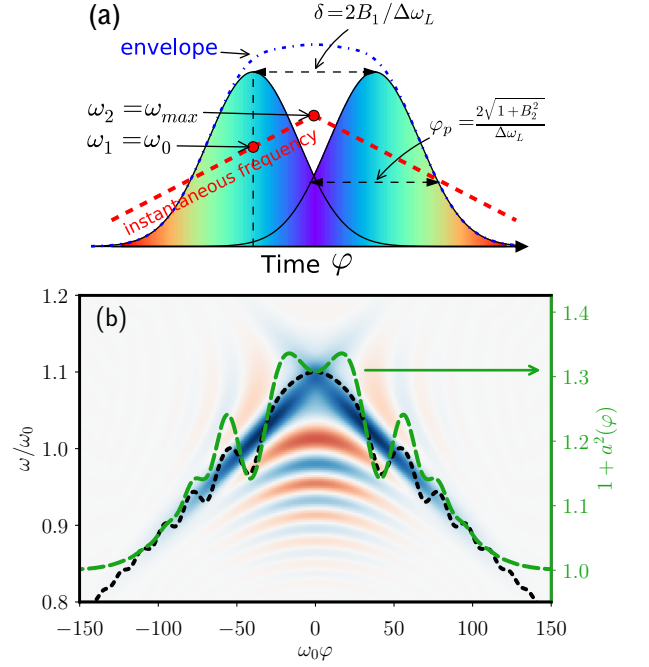 (a)
δ = 2B₁/Δω_L
envelope
ω₂ = ω_max
ω₁ = ω₀
φ_p = 2√(1+B₂²) / Δω_L
instantaneous frequency
Time φ
(b)
1.2
1.1
1.0
0.9
0.8
ω/ω₀
1.4
1.3
1.2
1.1
1.0
1 + a²(φ)
−150
−100
−50
0
50
100
150
ω₀φ